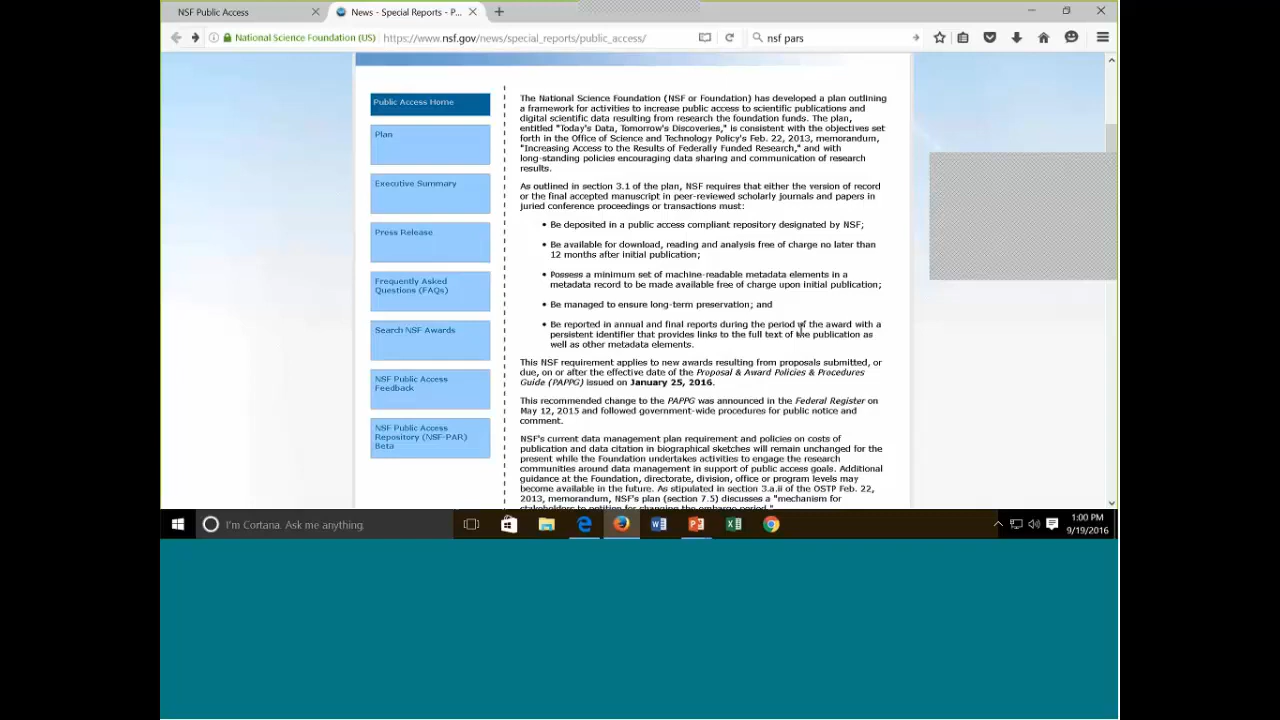 NSF Public Access
News - Special Reports - P...
National Science Foundation (US)
https://www.nsf.gov/news/special_reports/public_access/
nsf pars
Public Access Home
Plan
Executive Summary
Press Release
Frequently Asked
Questions (FAQs)
Search NSF Awards
NSF Public Access
Feedback
NSF Public Access
Repository (NSF-PAR)
Beta
The National Science Foundation (NSF or Foundation) has developed a plan outlining
a framework for activities to increase public access to scientific publications and
digital scientific data resulting from research the foundation funds. The plan,
entitled "Today's Data, Tomorrow's Discoveries," is consistent with the objectives set
forth in the Office of Science and Technology Policy's Feb. 22, 2013, memorandum,
"Increasing Access to the Results of Federally Funded Research," and with
long-standing policies encouraging data sharing and communication of research
results.
As outlined in section 3.1 of the plan, NSF requires that either the version of record
or the final accepted manuscript in peer-reviewed scholarly journals and papers in
juried conference proceedings or transactions must:
• Be deposited in a public access compliant repository designated by NSF;
• Be available for download, reading and analysis free of charge no later than
12 months after initial publication;
• Possess a minimum set of machine-readable metadata elements in a
metadata record to be made available free of charge upon initial publication;
• Be managed to ensure long-term preservation; and
• Be reported in annual and final reports during the period of the award with a
persistent identifier that provides links to the full text of the publication as
well as other metadata elements.
This NSF requirement applies to new awards resulting from proposals submitted, or
due, on or after the effective date of the Proposal & Award Policies & Procedures
Guide (PAPPG) issued on January 25, 2016.
This recommended change to the PAPPG was announced in the Federal Register on
May 12, 2015 and followed government-wide procedures for public notice and
comment.
NSF's current data management plan requirement and policies on costs of
publication and data citation in biographical sketches will remain unchanged for the
present while the Foundation undertakes activities to engage the research
communities around data management in support of public access goals. Additional
guidance at the Foundation, directorate, division, office or program levels may
become available in the future. As stipulated in section 3.a.ii of the OSTP Feb. 22,
2013, memorandum, NSF's plan (section 7.5) discusses a "mechanism for
stakeholders to petition for changing the embargo period."
I'm Cortana. Ask me anything.
1:00 PM
9/19/2016